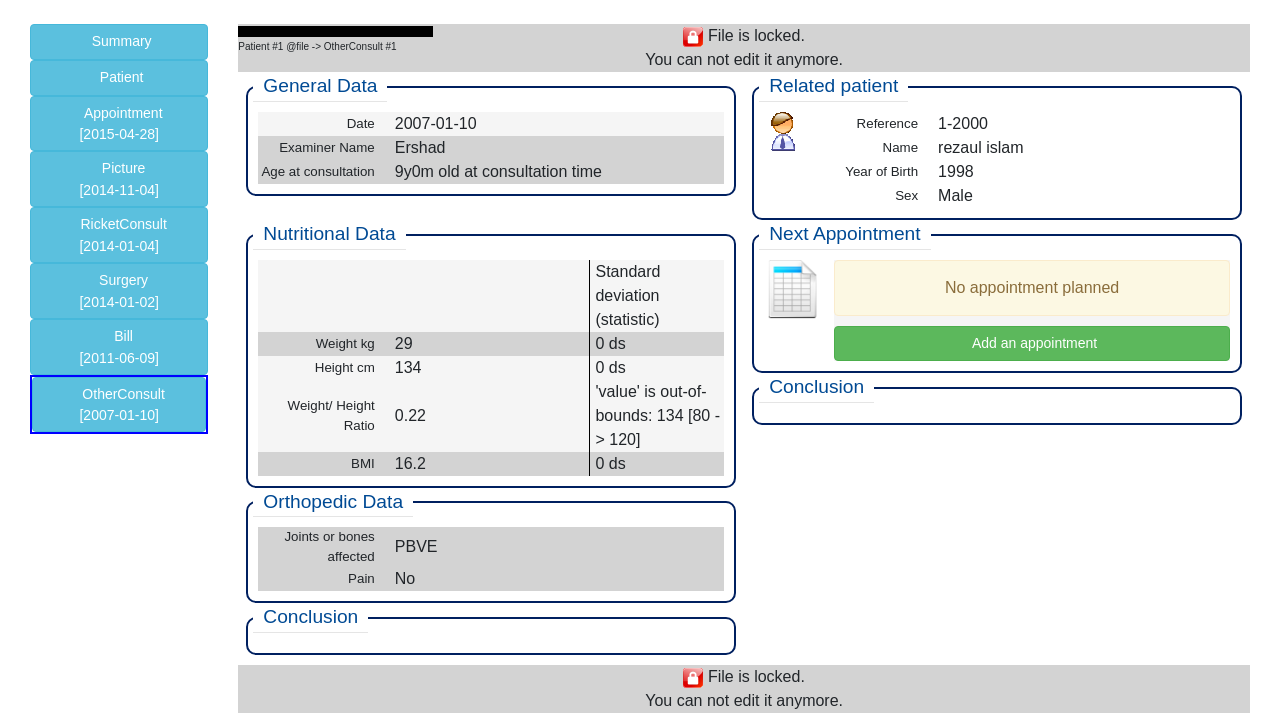 Summary
Patient
Appointment
[2015-04-28]
Picture
[2014-11-04]
RicketConsult
[2014-01-04]
Surgery
[2014-01-02]
Bill
[2011-06-09]
OtherConsult
[2007-01-10]
Patient #1 @file -> OtherConsult #1
File is locked.
You can not edit it anymore.
General Data
Date 2007-01-10
Examiner Name Ershad
Age at consultation 9y0m old at consultation time
Nutritional Data
Standard
deviation
(statistic)
Weight kg 29 0 ds
Height cm 134 0 ds
Weight/ Height
Ratio
0.22
'value' is out-of-
bounds: 134 [80 -
> 120]
BMI 16.2 0 ds
Orthopedic Data
Joints or bones
affected
PBVE
Pain No
Conclusion
Related patient
Reference 1-2000
Name rezaul islam
Year of Birth 1998
Sex Male
Next Appointment
No appointment planned
Add an appointment
Conclusion
File is locked.
You can not edit it anymore.